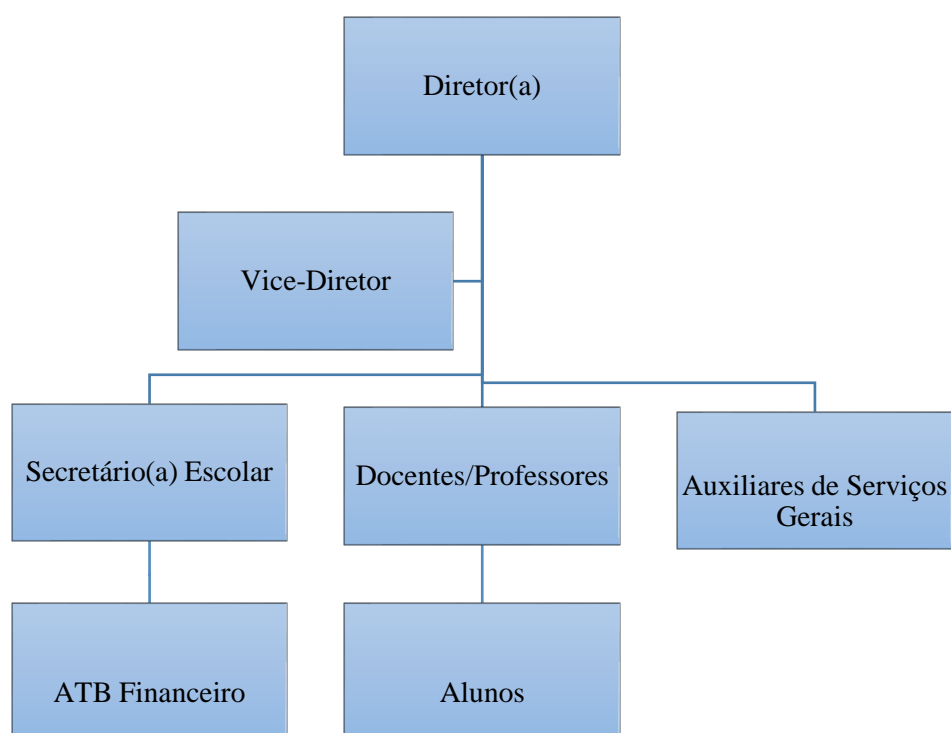 Diretor(a)
Vice-Diretor
Secretário(a) Escolar
Docentes/Professores
Auxiliares de Serviços
Gerais
ATB Financeiro
Alunos